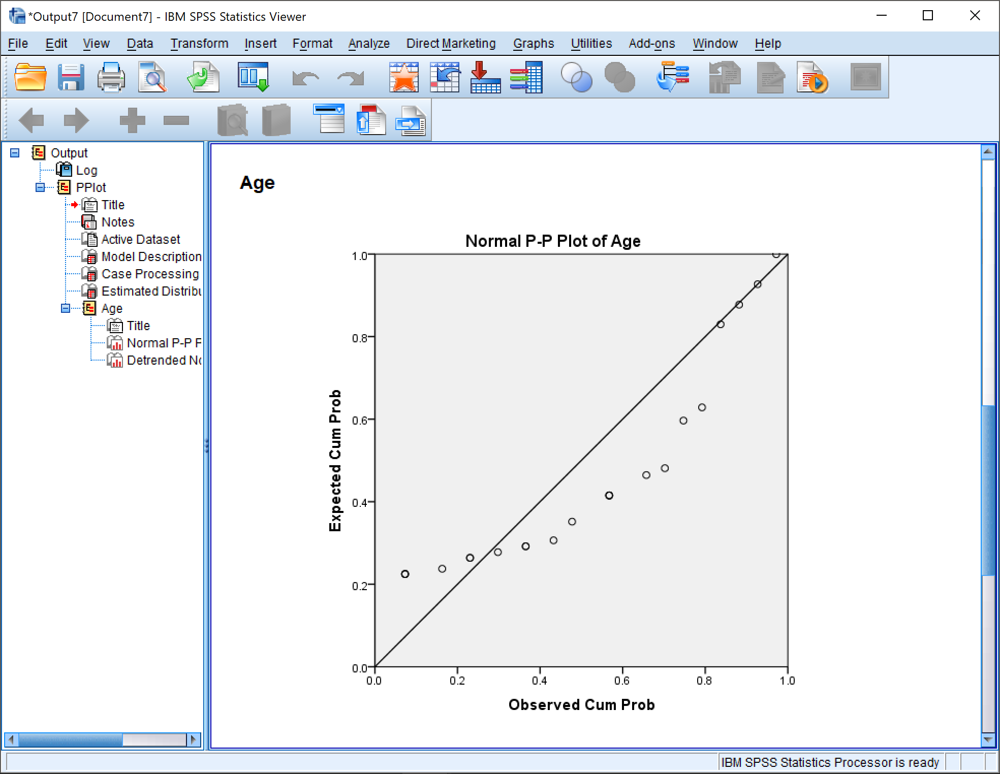 *Output7 [Document7] - IBM SPSS Statistics Viewer
File Edit View Data Transform Insert Format Analyze Direct Marketing Graphs Utilities Add-ons Window Help
Output
Log
PPlot
Title
Notes
Active Dataset
Model Description
Case Processing
Estimated Distribu
Age
Title
Normal P-P P
Detrended No
Age
Normal P-P Plot of Age
1.0
0.8
0.6
0.4
0.2
0.0
Expected Cum Prob
0.0 0.2 0.4 0.6 0.8 1.0
Observed Cum Prob
IBM SPSS Statistics Processor is ready